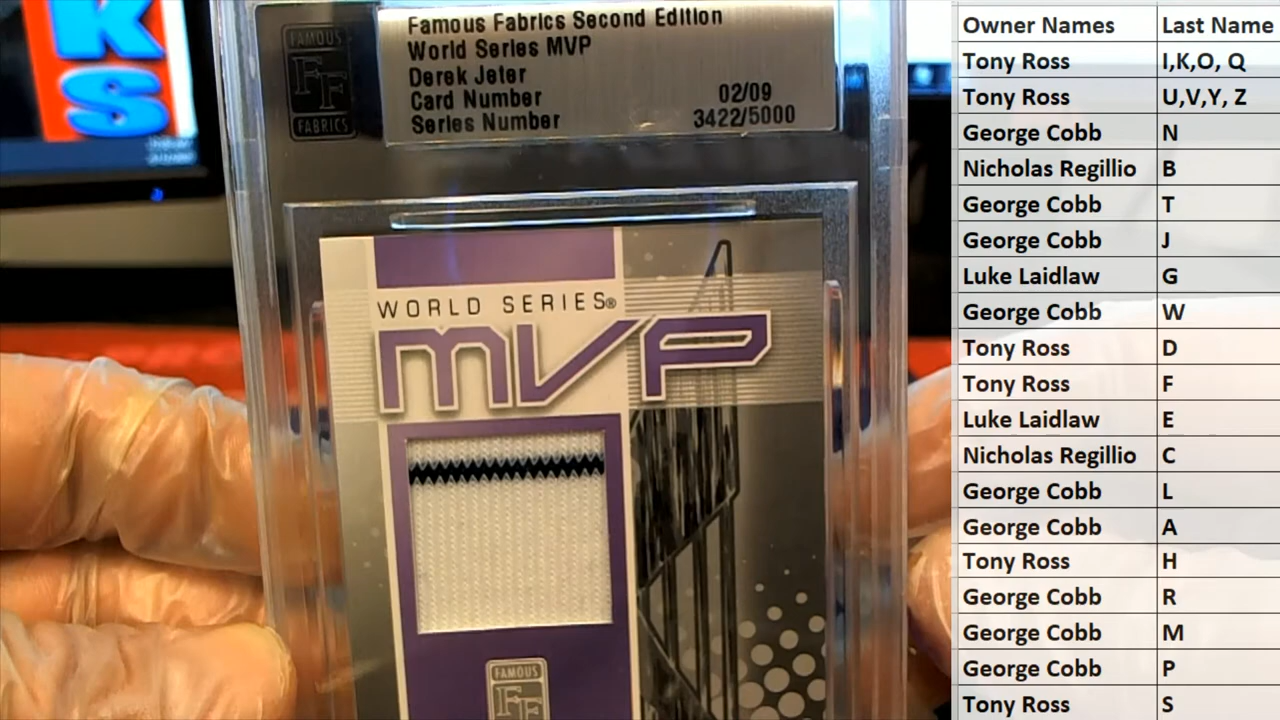 K
S
FAMOUS
FF
FABRICS
Famous Fabrics Second Edition
World Series MVP
Derek Jeter
Card Number 02/09
Series Number 3422/5000
WORLD SERIES®
MVP
FAMOUS
FF
Owner Names Last Name
Tony Ross I,K,O, Q
Tony Ross U,V,Y, Z
George Cobb N
Nicholas Regillio B
George Cobb T
George Cobb J
Luke Laidlaw G
George Cobb W
Tony Ross D
Tony Ross F
Luke Laidlaw E
Nicholas Regillio C
George Cobb L
George Cobb A
Tony Ross H
George Cobb R
George Cobb M
George Cobb P
Tony Ross S